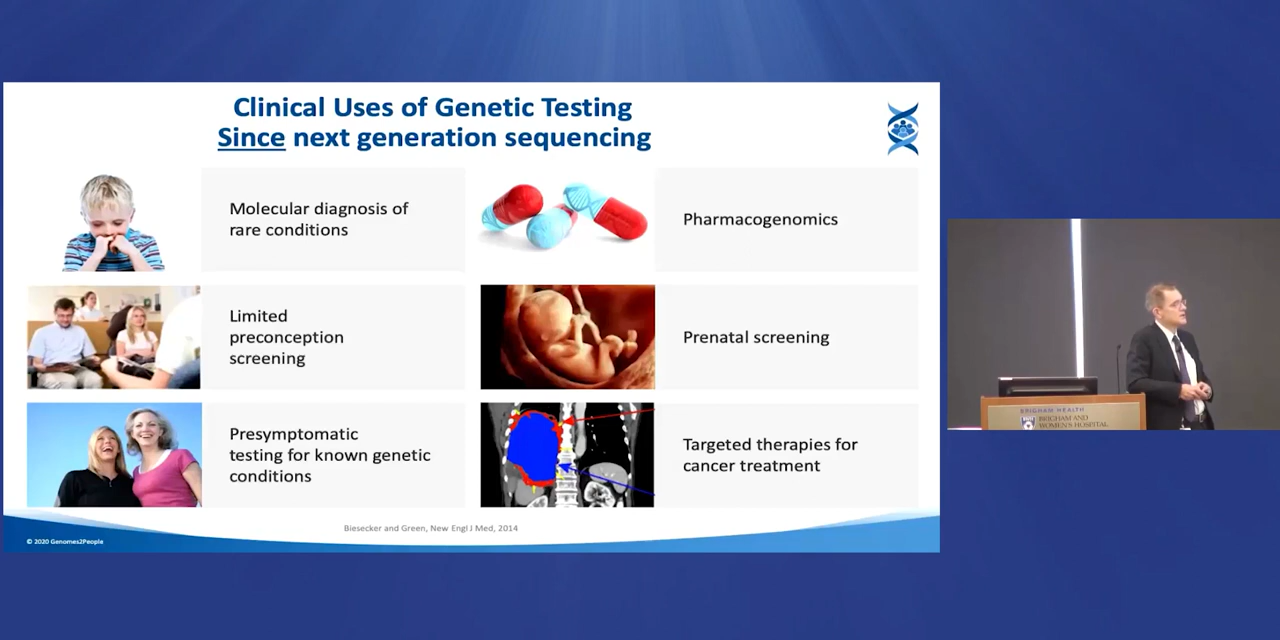 Clinical Uses of Genetic Testing
Since next generation sequencing
Molecular diagnosis of
rare conditions
Pharmacogenomics
Limited
preconception
screening
Prenatal screening
Presymptomatic
testing for known genetic
conditions
Targeted therapies for
cancer treatment
Biesecker and Green, New Engl J Med, 2014
© 2020 Genomes2People
BRIGHAM HEALTH
BRIGHAM AND
WOMEN'S HOSPITAL